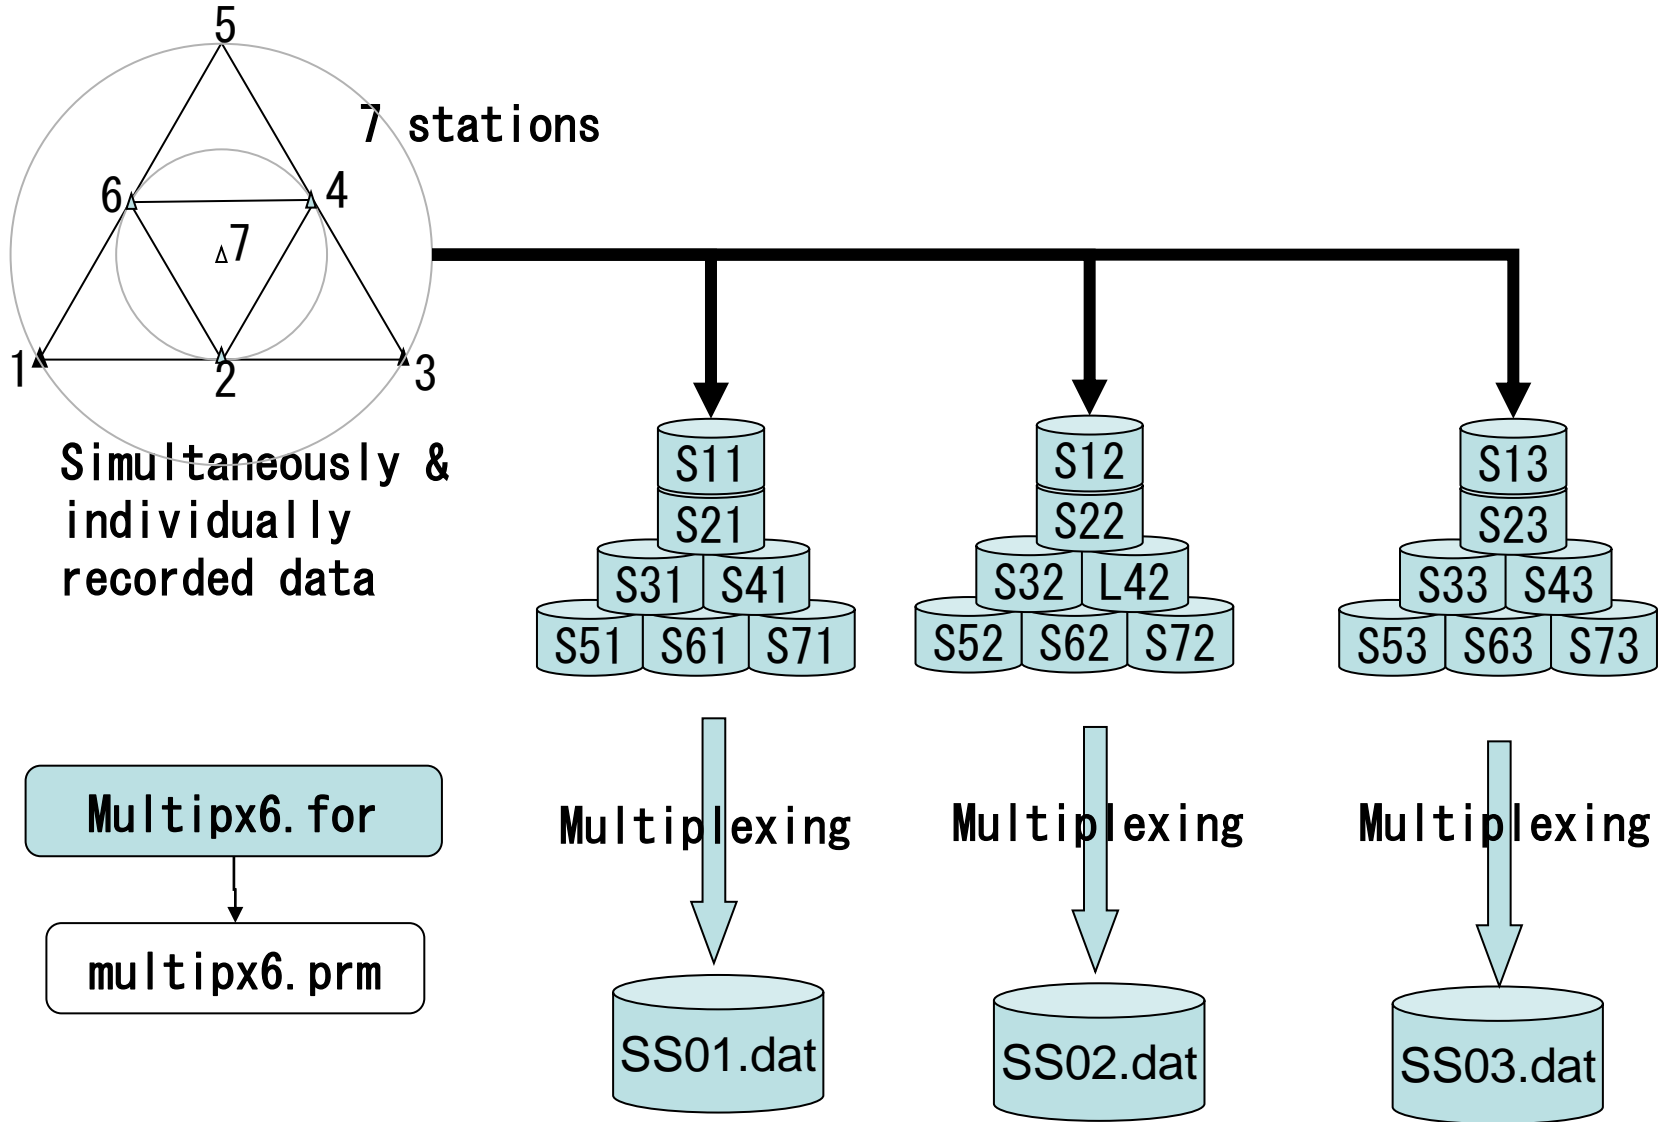 5
7 stations
6
4
7
1
2
3
Simultaneously &
individually
recorded data
S11
S21
S31 S41
S51 S61 S71
S12
S22
S32 L42
S52 S62 S72
S13
S23
S33 S43
S53 S63 S73
Multipx6.for
multipx6.prm
Multiplexing
Multiplexing
Multiplexing
SS01.dat
SS02.dat
SS03.dat